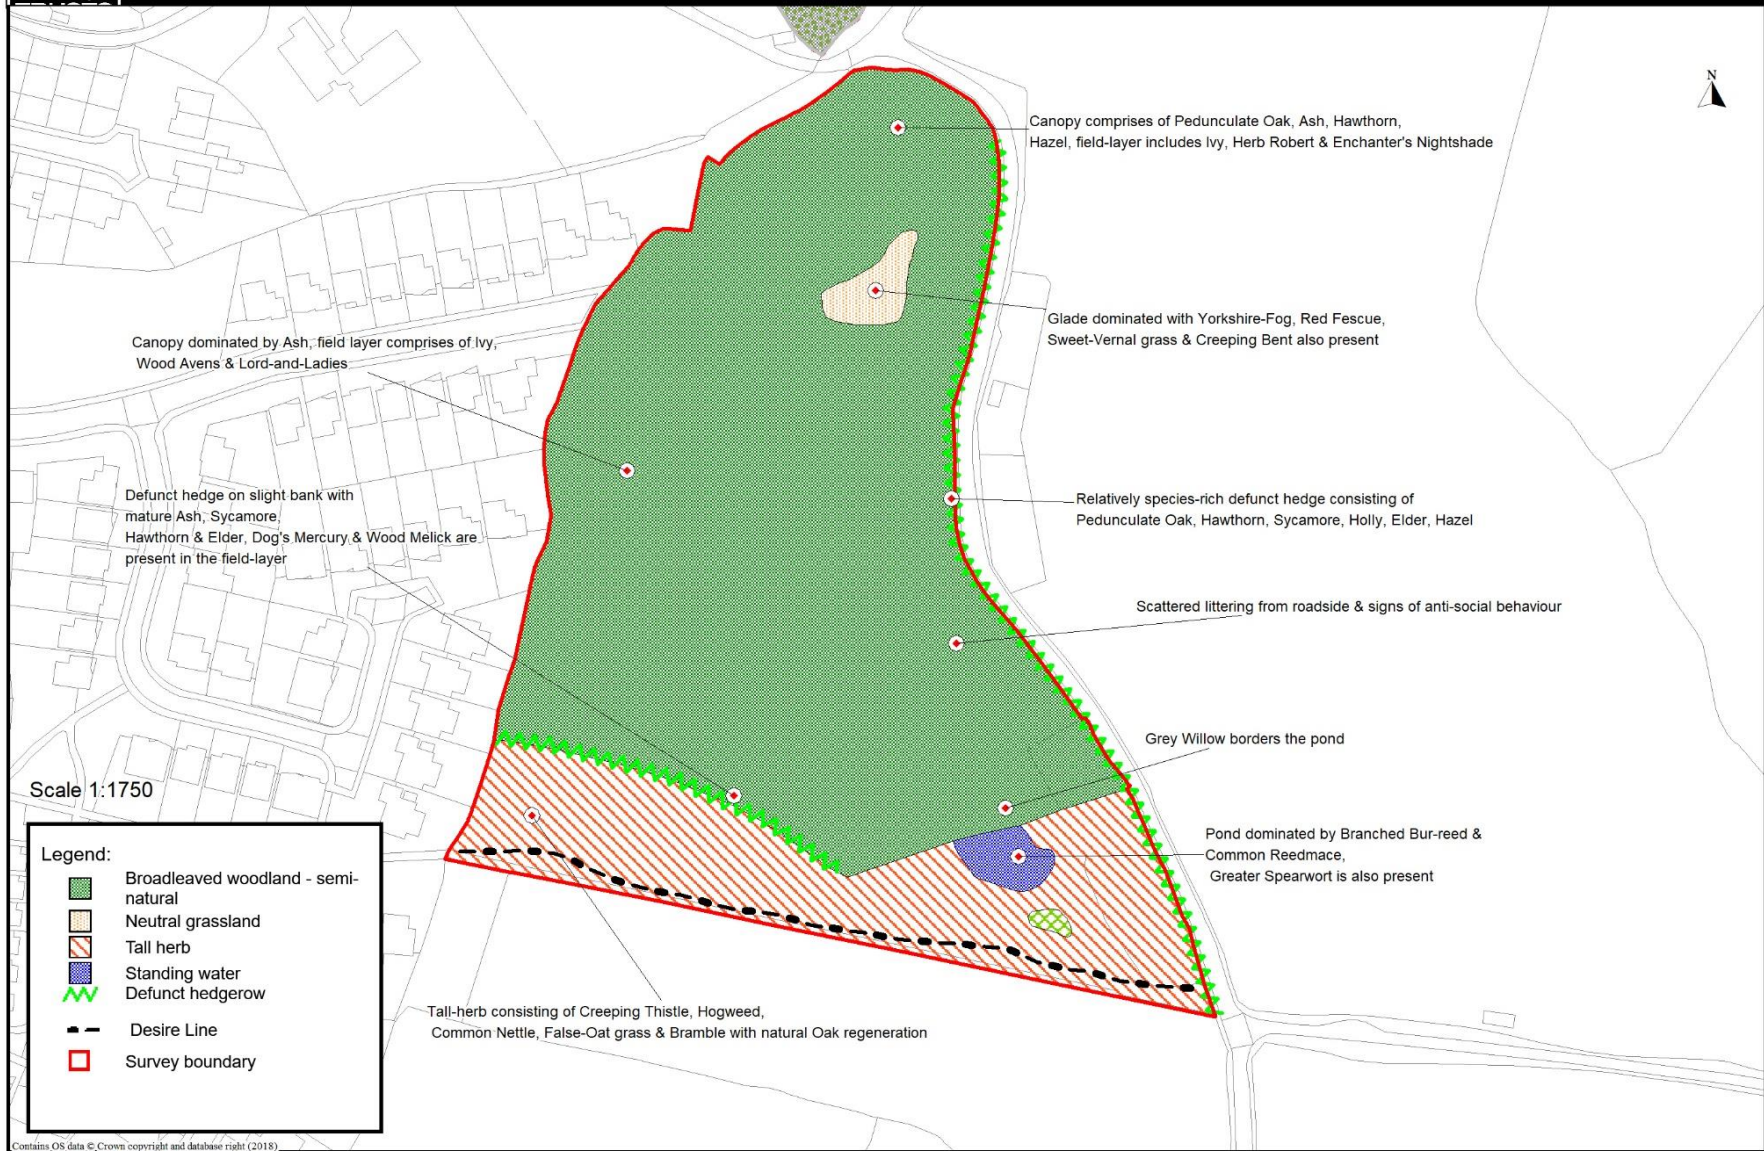 TRUSTS
N
Canopy comprises of Pedunculate Oak, Ash, Hawthorn,
Hazel, field-layer includes Ivy, Herb Robert & Enchanter's Nightshade
Glade dominated with Yorkshire-Fog, Red Fescue,
Sweet-Vernal grass & Creeping Bent also present
Canopy dominated by Ash, field layer comprises of Ivy,
Wood Avens & Lord-and-Ladies
Defunct hedge on slight bank with
mature Ash, Sycamore,
Hawthorn & Elder, Dog's Mercury & Wood Melick are
present in the field-layer
Relatively species-rich defunct hedge consisting of
Pedunculate Oak, Hawthorn, Sycamore, Holly, Elder, Hazel
Scattered littering from roadside & signs of anti-social behaviour
Grey Willow borders the pond
Pond dominated by Branched Bur-reed &
Common Reedmace,
Greater Spearwort is also present
Tall-herb consisting of Creeping Thistle, Hogweed,
Common Nettle, False-Oat grass & Bramble with natural Oak regeneration
Scale 1:1750
Legend:
Broadleaved woodland - semi-
natural
Neutral grassland
Tall herb
Standing water
Defunct hedgerow
Desire Line
Survey boundary
Contains OS data © Crown copyright and database right (2018)